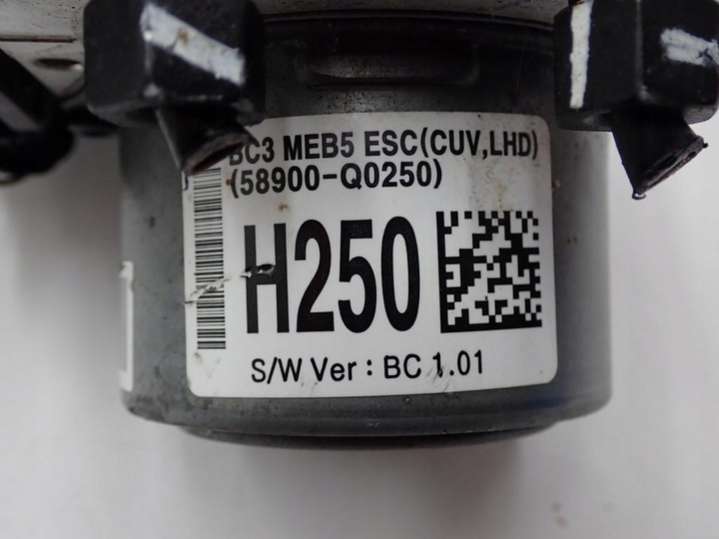 BC3 MEB5 ESC(CUV,LHD)
(58900-Q0250)
H250
S/W Ver : BC 1.01